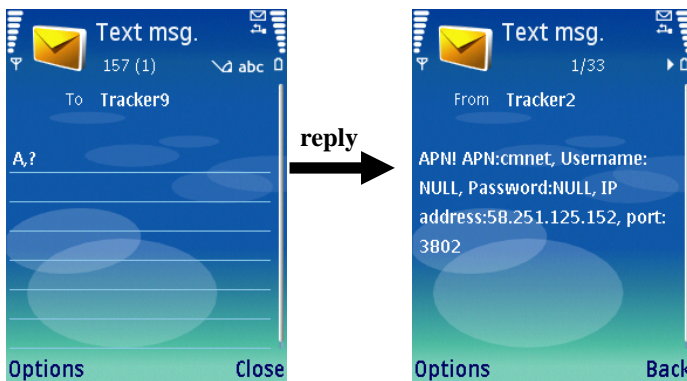 Text msg.
157 (1) abc
To Tracker9
A,?
Options Close
reply
Text msg.
1/33
From Tracker2
APN! APN:cmnet, Username:
NULL, Password:NULL, IP
address:58.251.125.152, port:
3802
Options Back